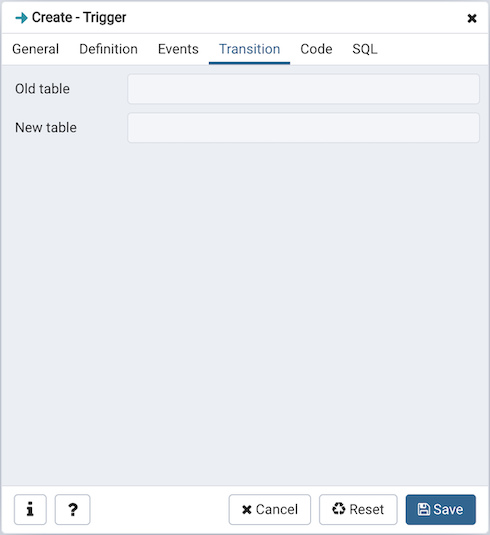 Create - Trigger
General Definition Events Transition Code SQL
Old table
New table
i ? Cancel Reset Save